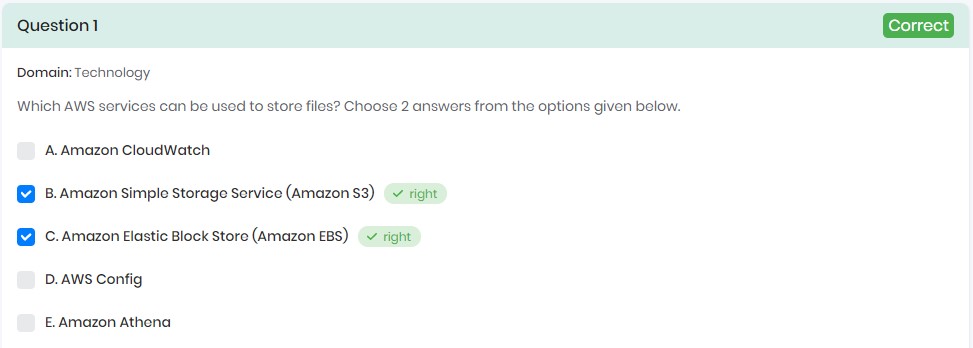 Question 1
Correct
Domain: Technology
Which AWS services can be used to store files? Choose 2 answers from the options given below.
A. Amazon CloudWatch
B. Amazon Simple Storage Service (Amazon S3) right
C. Amazon Elastic Block Store (Amazon EBS) right
D. AWS Config
E. Amazon Athena